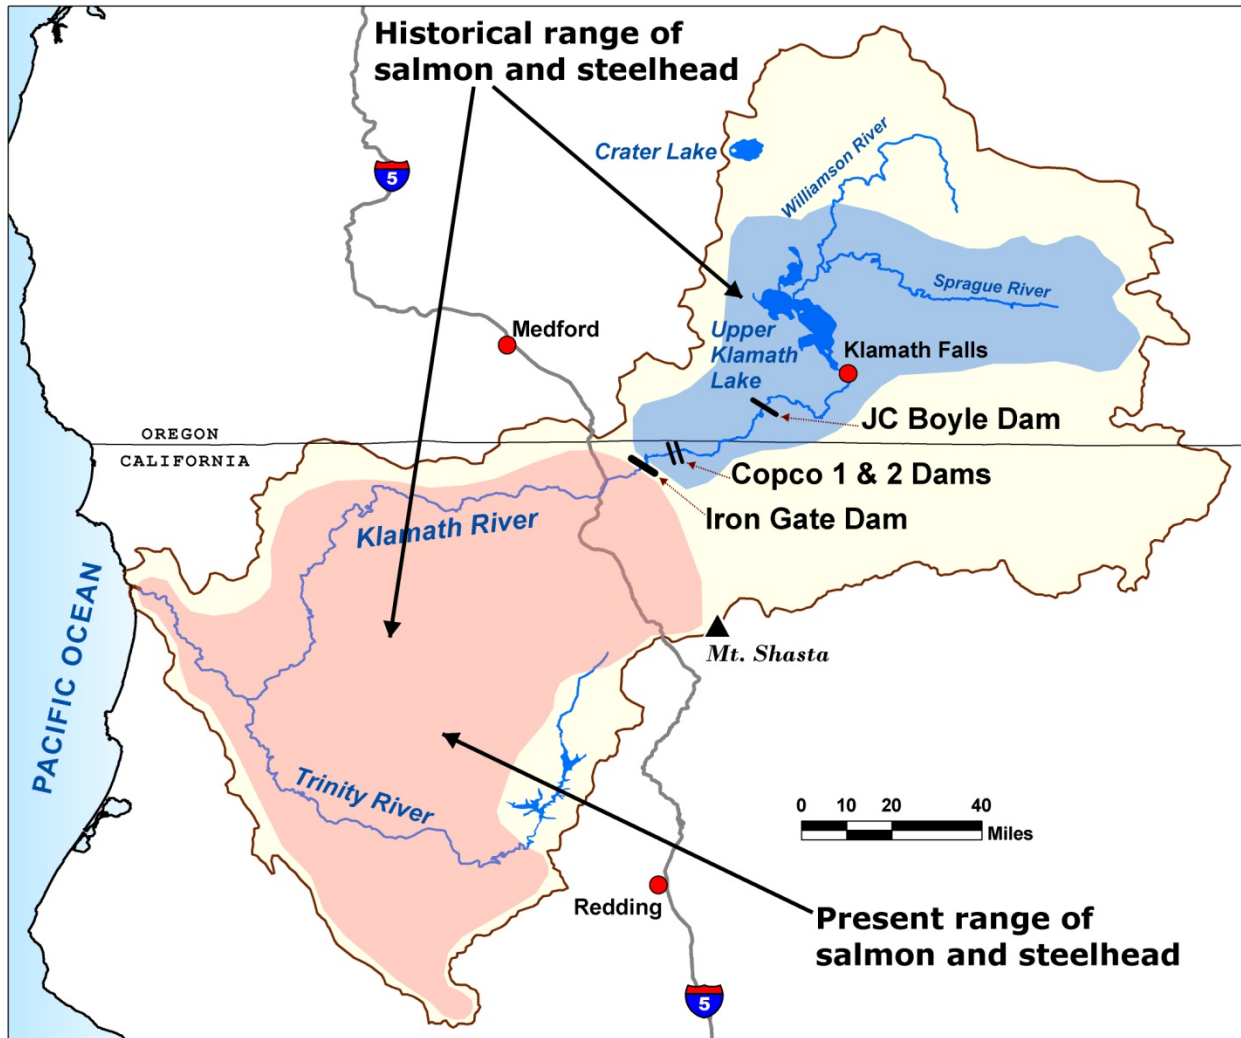 Historical range of
salmon and steelhead
5
Crater Lake
Williamson River
Sprague River
Medford
Upper
Klamath
Lake
Klamath Falls
JC Boyle Dam
OREGON
CALIFORNIA
Copco 1 & 2 Dams
Iron Gate Dam
Klamath River
PACIFIC OCEAN
Mt. Shasta
Trinity River
0 10 20 40
Miles
Redding
Present range of
salmon and steelhead
5